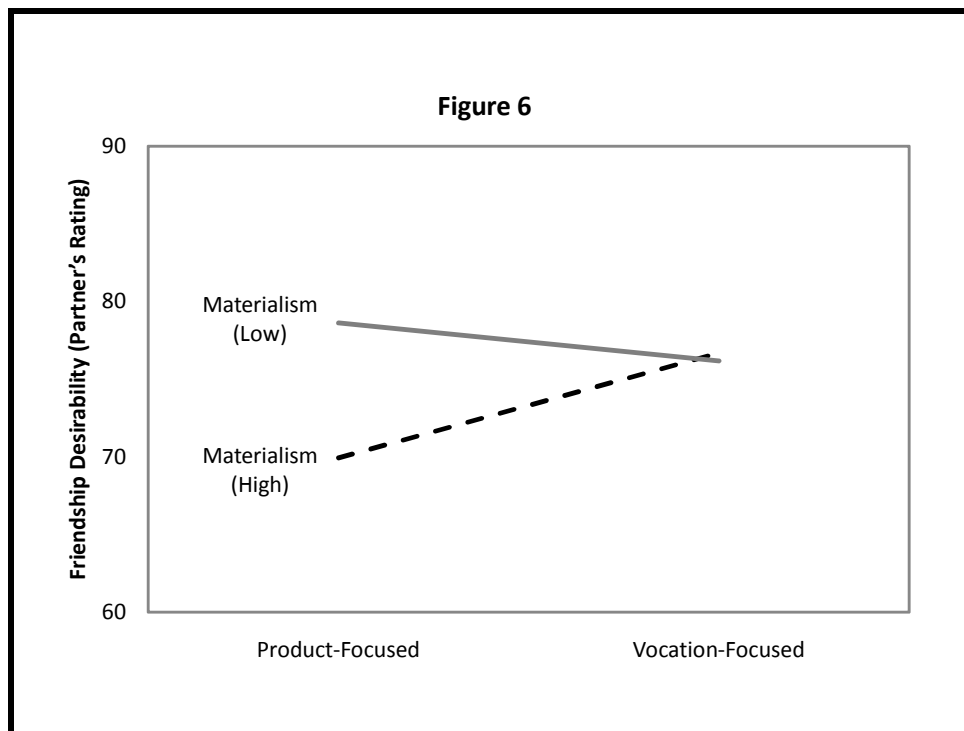 Figure 6
Friendship Desirability (Partner’s Rating)
90
80
70
60
Materialism
(Low)
Materialism
(High)
Product-Focused
Vocation-Focused